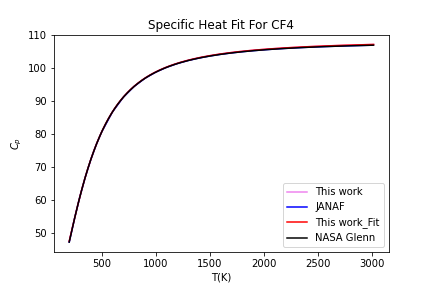 Specific Heat Fit For CF4
110
100
90
80
70
60
50
C_p
500
1000
1500
2000
2500
3000
T(K)
This work
JANAF
This work_Fit
NASA Glenn